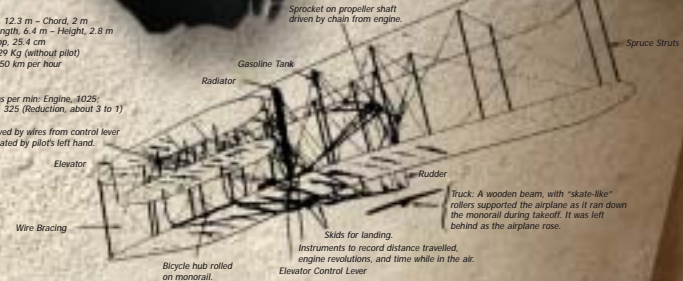 12.3 m – Chord, 2 m
6.4 m – Height, 2.8 m
25.4 cm
Kg (without pilot)
50 km per hour
per min: Engine, 1025;
325 (Reduction, about 3 to 1)
by wires from control lever
by pilot's left hand.
Sprocket on propeller shaft
driven by chain from engine.
Gasoline Tank
Radiator
Spruce Struts
Elevator
Rudder
Truck: A wooden beam, with "skate-like"
rollers supported the airplane as it ran down
the monorail during takeoff. It was left
behind as the airplane rose.
Wire Bracing
Skids for landing.
Instruments to record distance travelled,
engine revolutions, and time while in the air.
Bicycle hub rolled
on monorail.
Elevator Control Lever